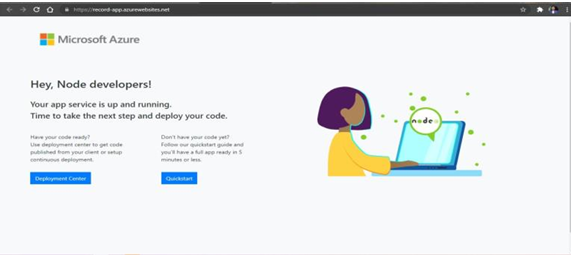 https://record-app.azurewebsites.net
Microsoft Azure
Hey, Node developers!
Your app service is up and running.
Time to take the next step and deploy your code.
Have your code ready?
Use deployment center to get code
published from your client or setup
continuous deployment.
Deployment Center
Don't have your code yet?
Follow our quickstart guide and
you'll have a full app ready in 5
minutes or less.
Quickstart
node